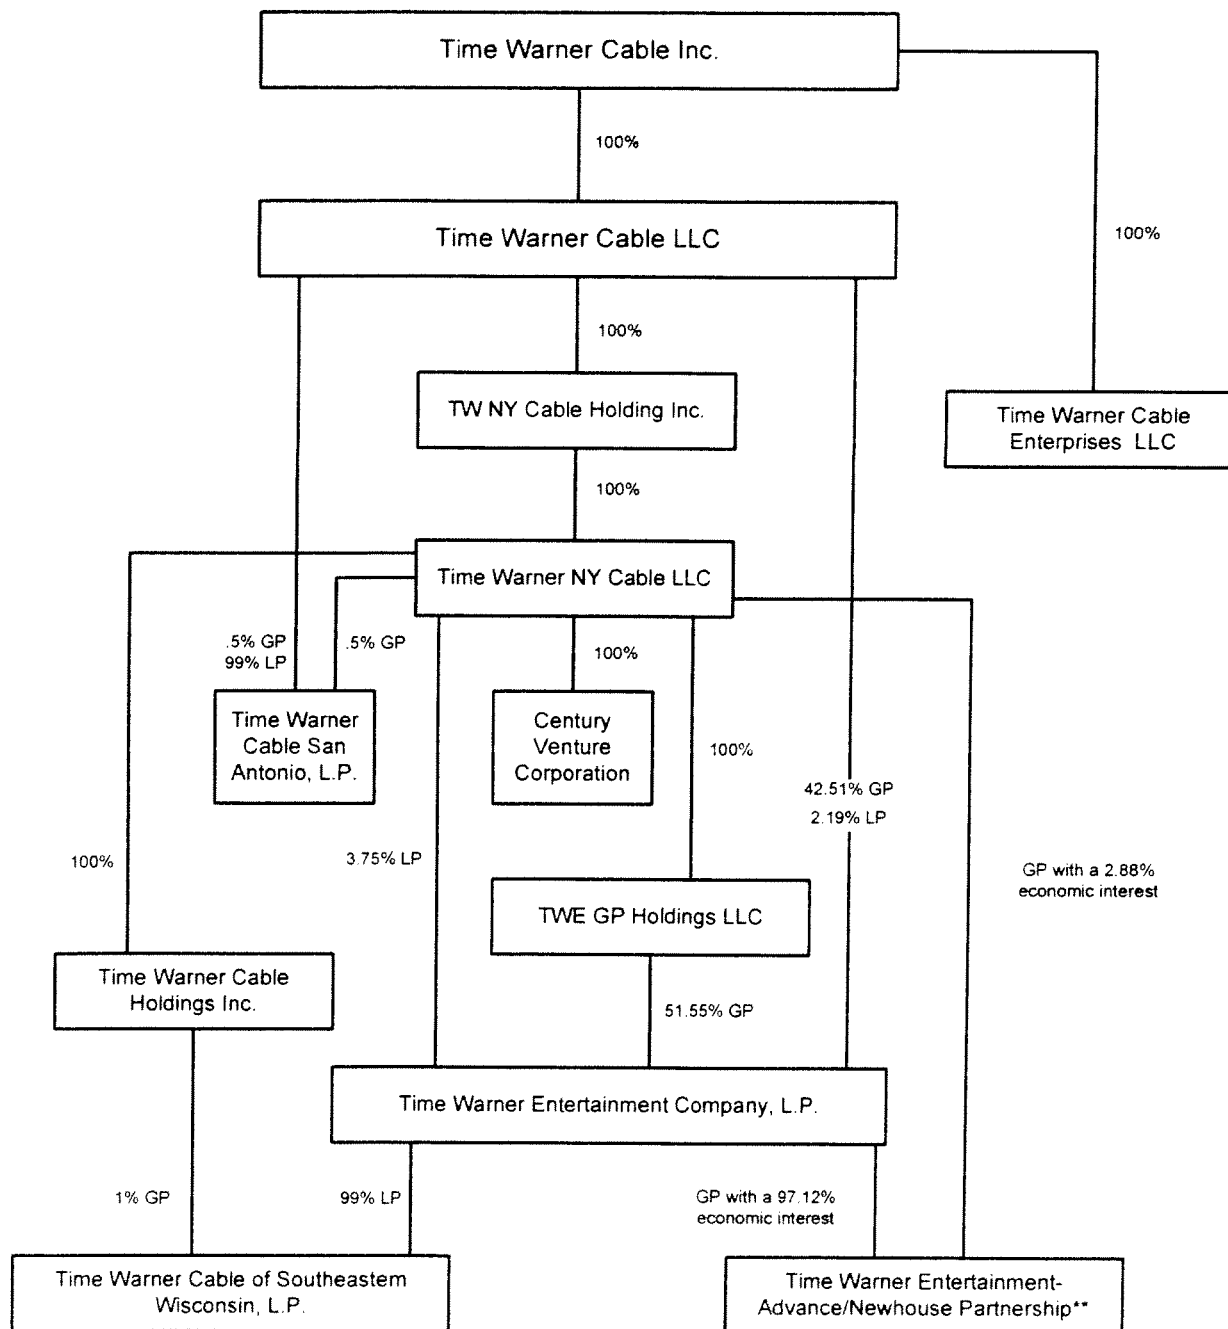 Time Warner Cable Inc.
100%
100%
Time Warner Cable LLC
100%
TW NY Cable Holding Inc.
Time Warner Cable
Enterprises LLC
100%
Time Warner NY Cable LLC
.5% GP
99% LP
.5% GP
100%
Time Warner
Cable San
Antonio, L.P.
Century
Venture
Corporation
100%
42.51% GP
2.19% LP
100%
3.75% LP
GP with a 2.88%
economic interest
TWE GP Holdings LLC
Time Warner Cable
Holdings Inc.
51.55% GP
Time Warner Entertainment Company, L.P.
1% GP
99% LP
GP with a 97.12%
economic interest
Time Warner Cable of Southeastern
Wisconsin, L.P.
Time Warner Entertainment-
Advance/Newhouse Partnership**